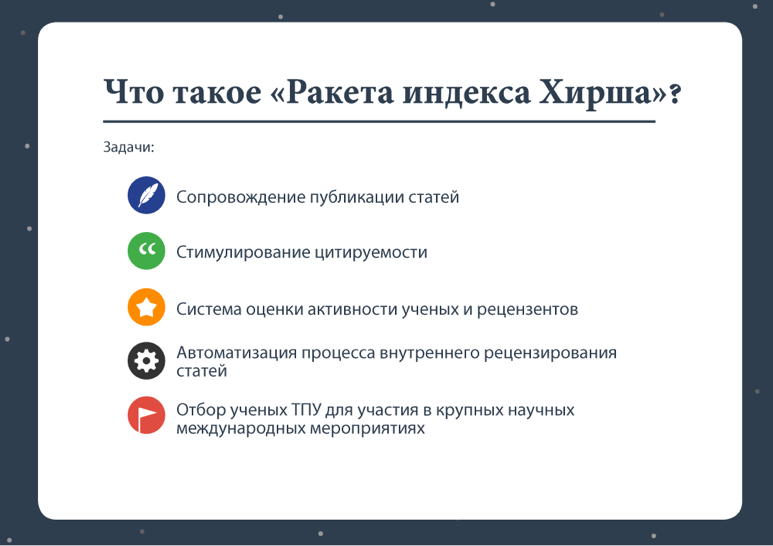 Что такое «Ракета индекса Хирша»?
Задачи:
Сопровождение публикации статей
Стимулирование цитируемости
Система оценки активности ученых и рецензентов
Автоматизация процесса внутреннего рецензирования
статей
Отбор ученых ТПУ для участия в крупных научных
международных мероприятиях